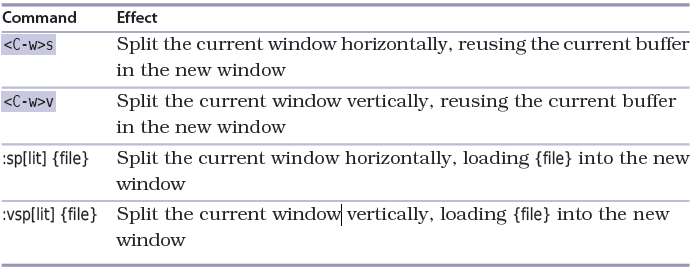 Command Effect
<C-w>s Split the current window horizontally, reusing the current buffer
in the new window
<C-w>v Split the current window vertically, reusing the current buffer
in the new window
:sp[lit] {file} Split the current window horizontally, loading {file} into the new
window
:vsp[lit] {file} Split the current window vertically, loading {file} into the new
window